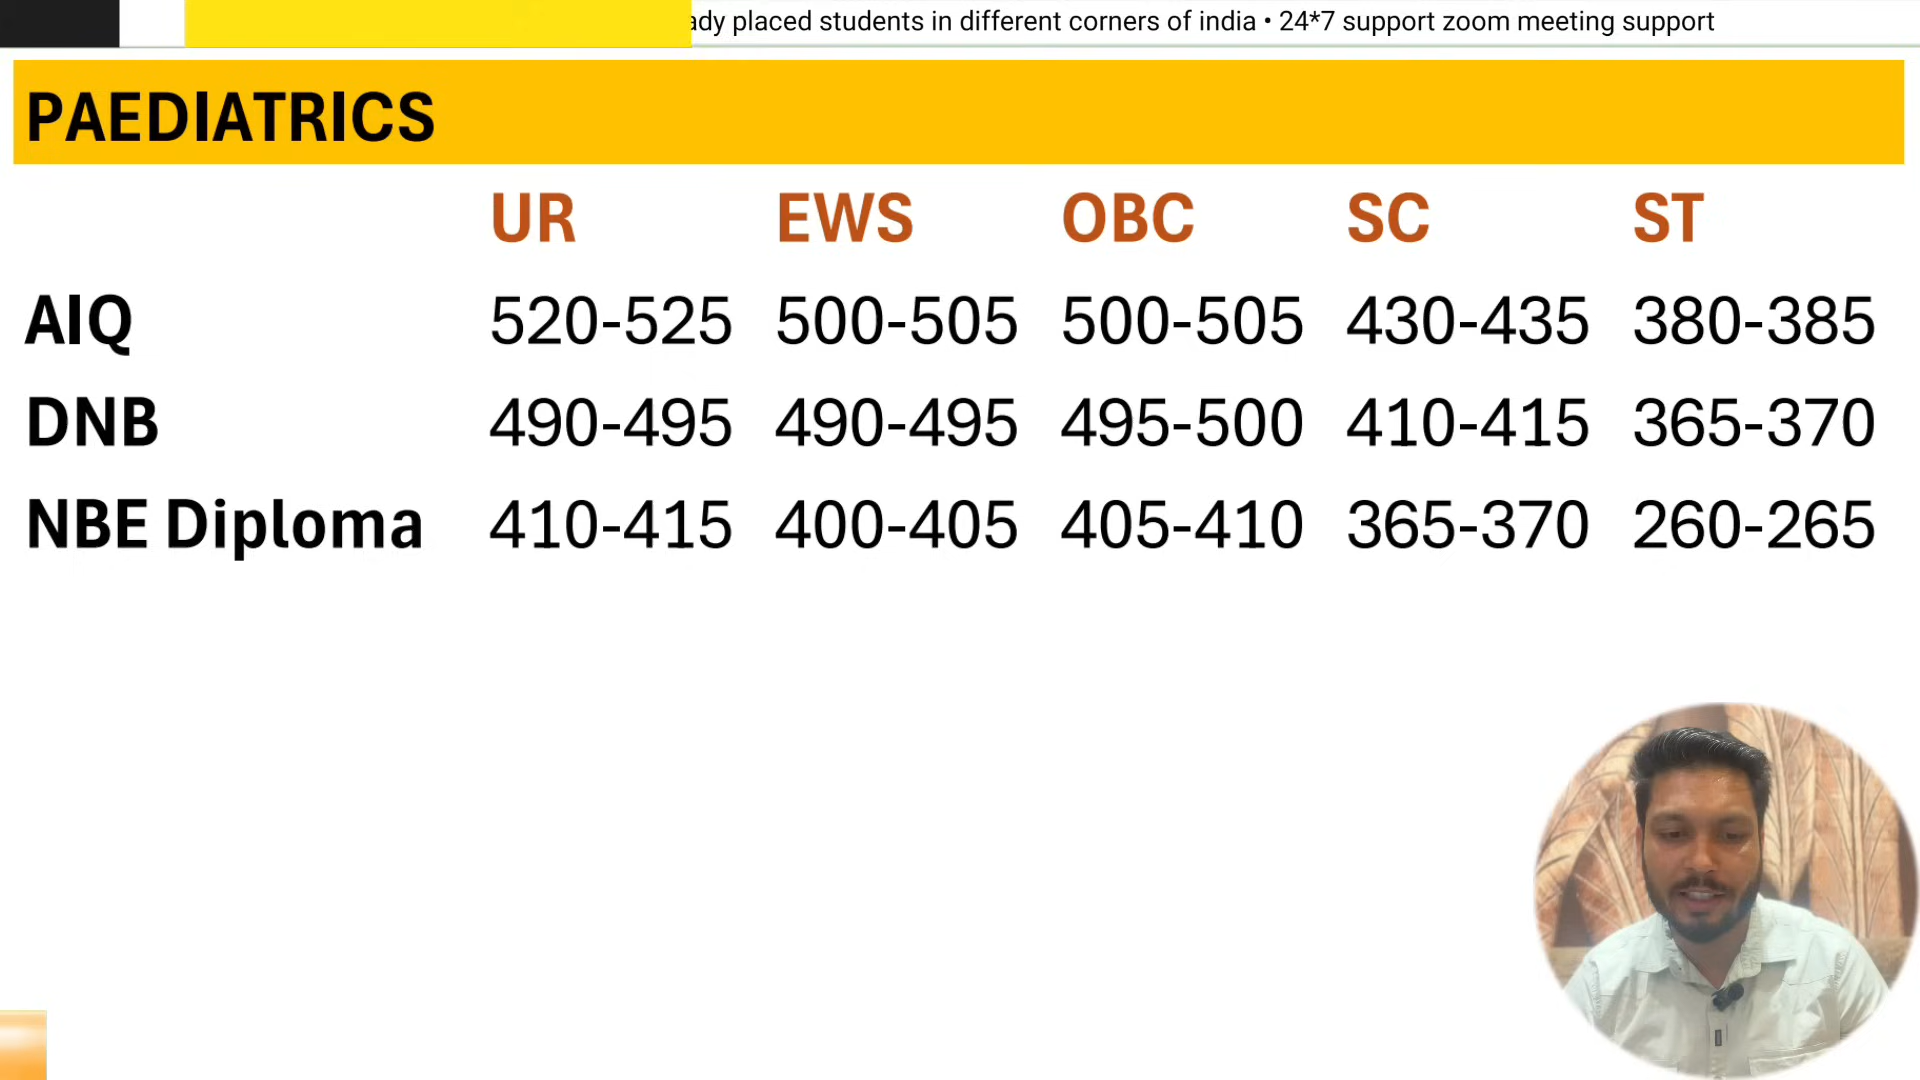 placed students in different corners of india • 24*7 support zoom meeting support
PAEDIATRICS
UR EWS OBC SC ST
AIQ 520-525 500-505 500-505 430-435 380-385
DNB 490-495 490-495 495-500 410-415 365-370
NBE Diploma 410-415 400-405 405-410 365-370 260-265